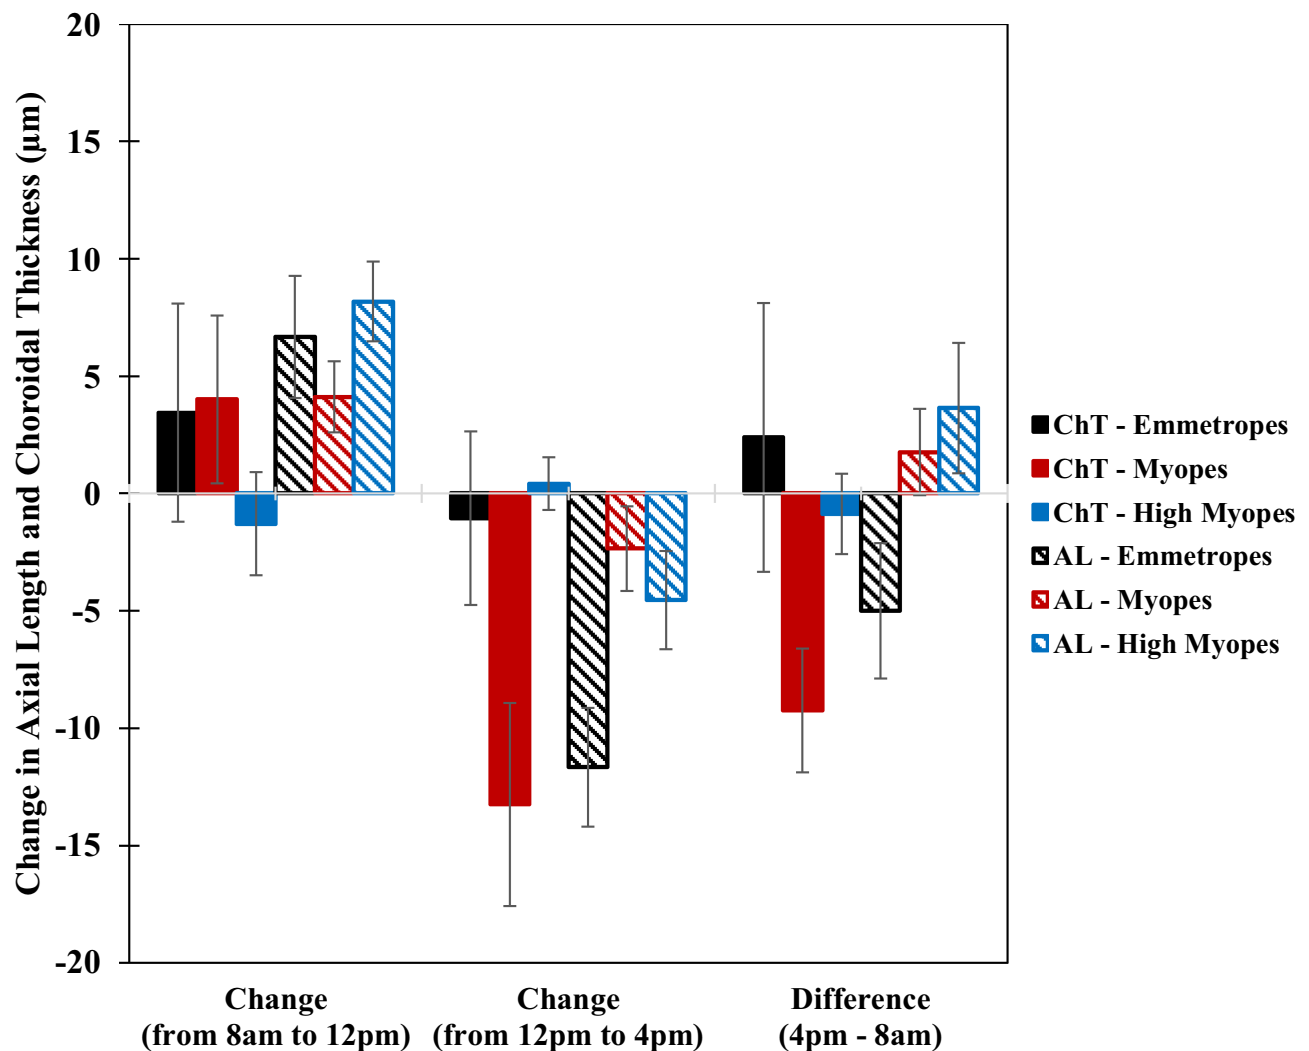 Change in Axial Length and Choroidal Thickness (μm)
20
15
10
5
0
-5
-10
-15
-20
Change
(from 8am to 12pm)
Change
(from 12pm to 4pm)
Difference
(4pm - 8am)
ChT - Emmetropes
ChT - Myopes
ChT - High Myopes
AL - Emmetropes
AL - Myopes
AL - High Myopes